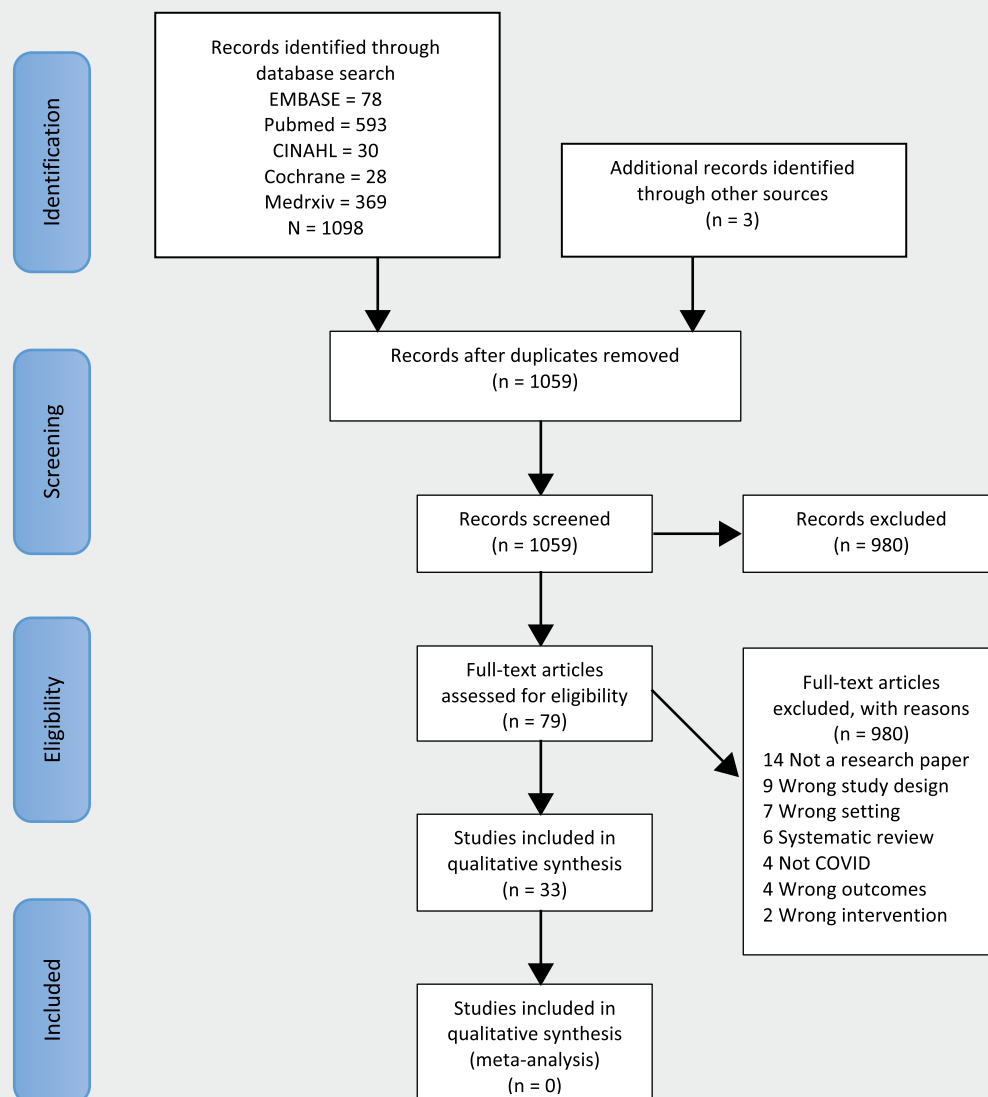 Identification
Records identified through
database search
EMBASE = 78
Pubmed = 593
CINAHL = 30
Cochrane = 28
Medrxiv = 369
N = 1098
Additional records identified
through other sources
(n = 3)
Screening
Records after duplicates removed
(n = 1059)
Records screened
(n = 1059)
Records excluded
(n = 980)
Eligibility
Full-text articles
assessed for eligibility
(n = 79)
Full-text articles
excluded, with reasons
(n = 980)
14 Not a research paper
9 Wrong study design
7 Wrong setting
6 Systematic review
4 Not COVID
4 Wrong outcomes
2 Wrong intervention
Studies included in
qualitative synthesis
(n = 33)
Included
Studies included in
qualitative synthesis
(meta-analysis)
(n = 0)